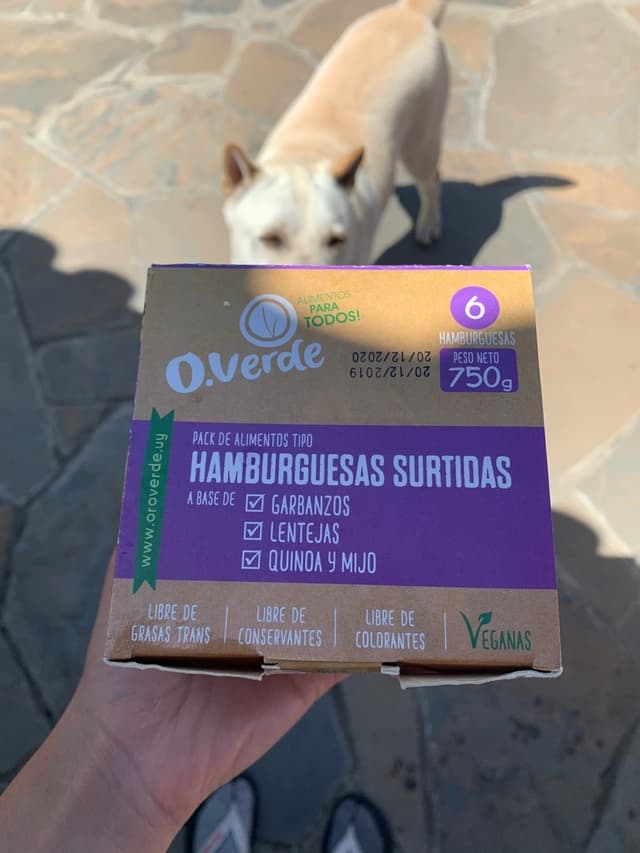 ALIMENTOS
PARA
TODOS!
O.Verde
20/12/2019
20/12/2020
6
HAMBURGUESAS
PESO NETO
750g
www.oroverde.uy
PACK DE ALIMENTOS TIPO
HAMBURGUESAS SURTIDAS
A BASE DE
GARBANZOS
LENTEJAS
QUINOA Y MIJO
LIBRE DE
GRASAS TRANS
LIBRE DE
CONSERVANTES
LIBRE DE
COLORANTES
VEGANAS